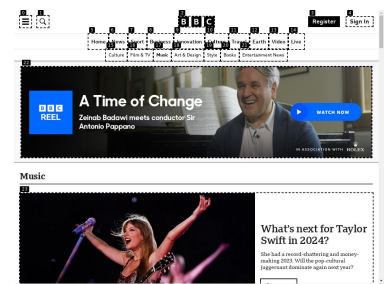 BBC
Register
Sign In
Home News Sport Business Innovation Culture Travel Earth Video Live
Culture Film & TV Music Art & Design Style Books Entertainment News
BBC
REEL
A Time of Change
Zeinab Badawi meets conductor Sir
Antonio Pappano
WATCH NOW
IN ASSOCIATION WITH ROLEX
Music
What's next for Taylor
Swift in 2024?
She had a record-shattering and money-
making 2023. Will the pop-cultural
juggernaut dominate again next year?